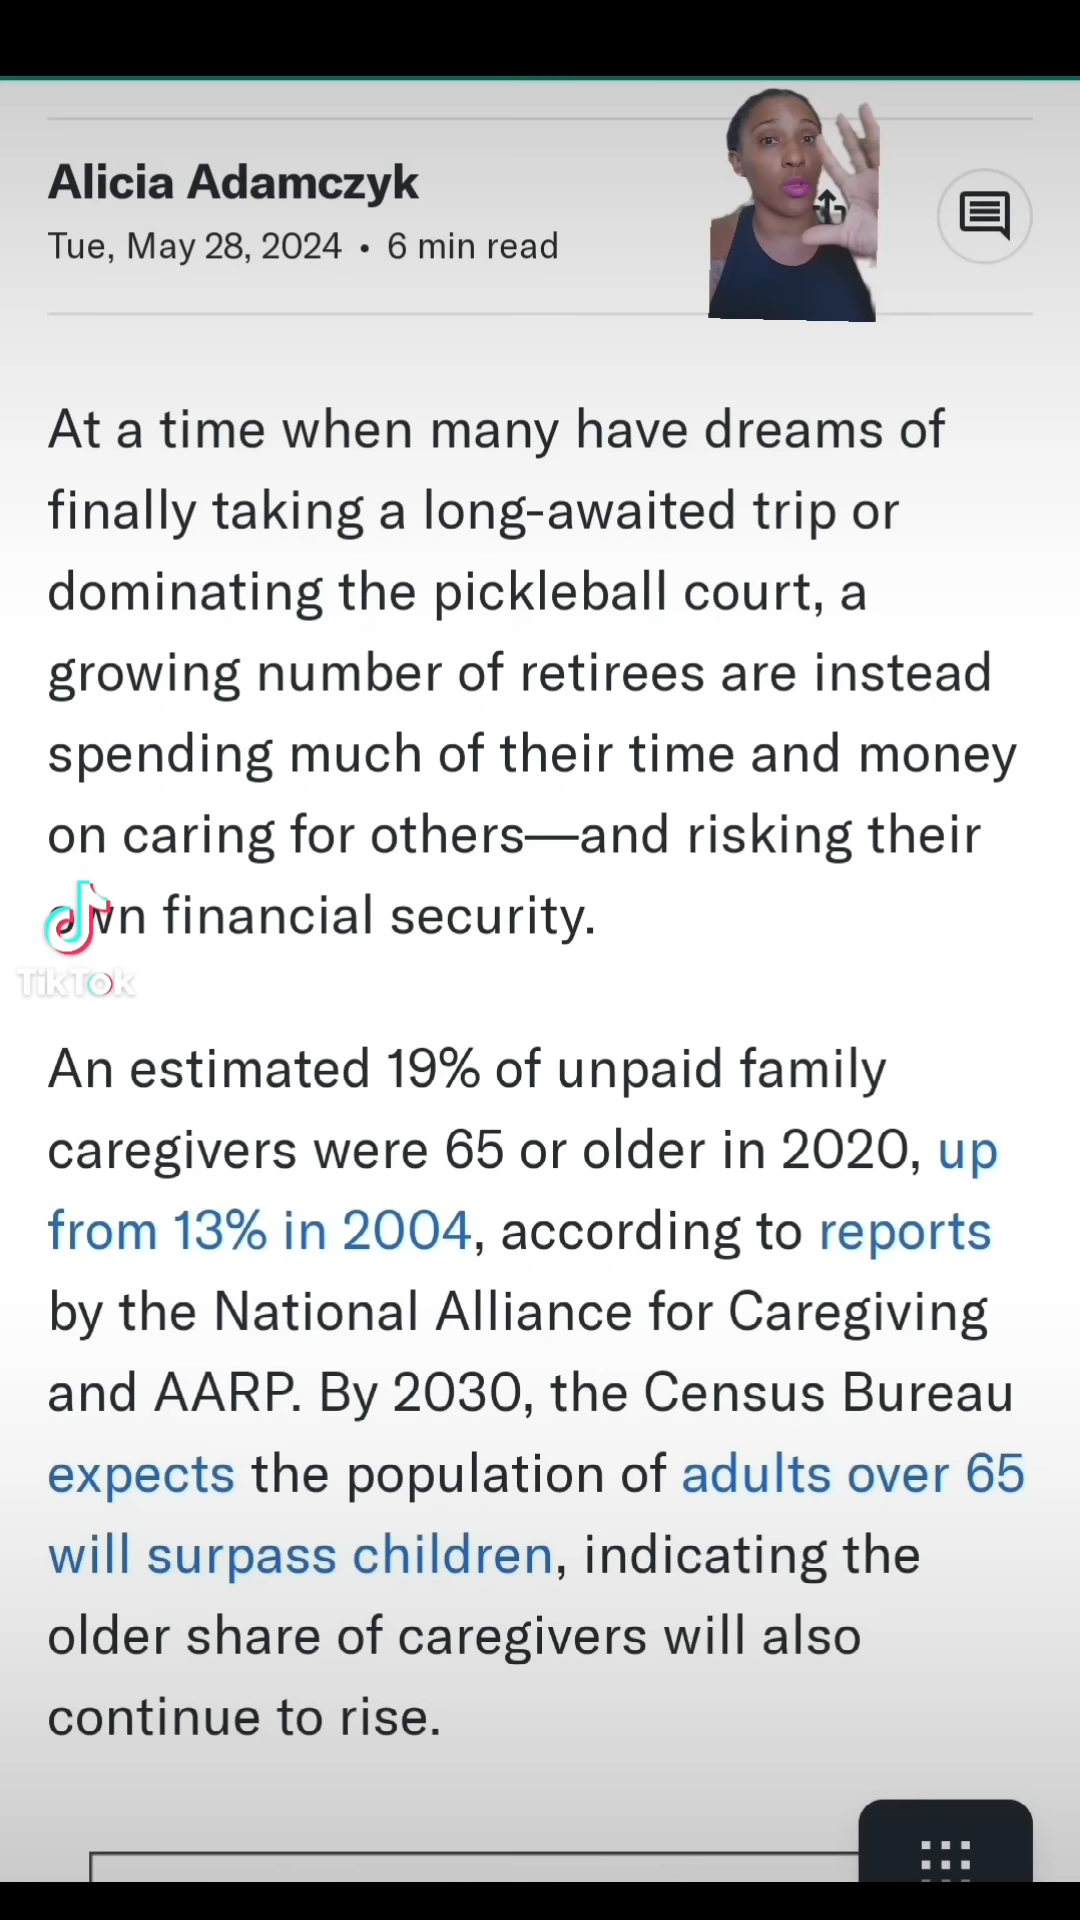 Alicia Adamczyk
Tue, May 28, 2024 • 6 min read
At a time when many have dreams of
finally taking a long-awaited trip or
dominating the pickleball court, a
growing number of retirees are instead
spending much of their time and money
on caring for others—and risking their
own financial security.
TikTok
An estimated 19% of unpaid family
caregivers were 65 or older in 2020, up
from 13% in 2004, according to reports
by the National Alliance for Caregiving
and AARP. By 2030, the Census Bureau
expects the population of adults over 65
will surpass children, indicating the
older share of caregivers will also
continue to rise.